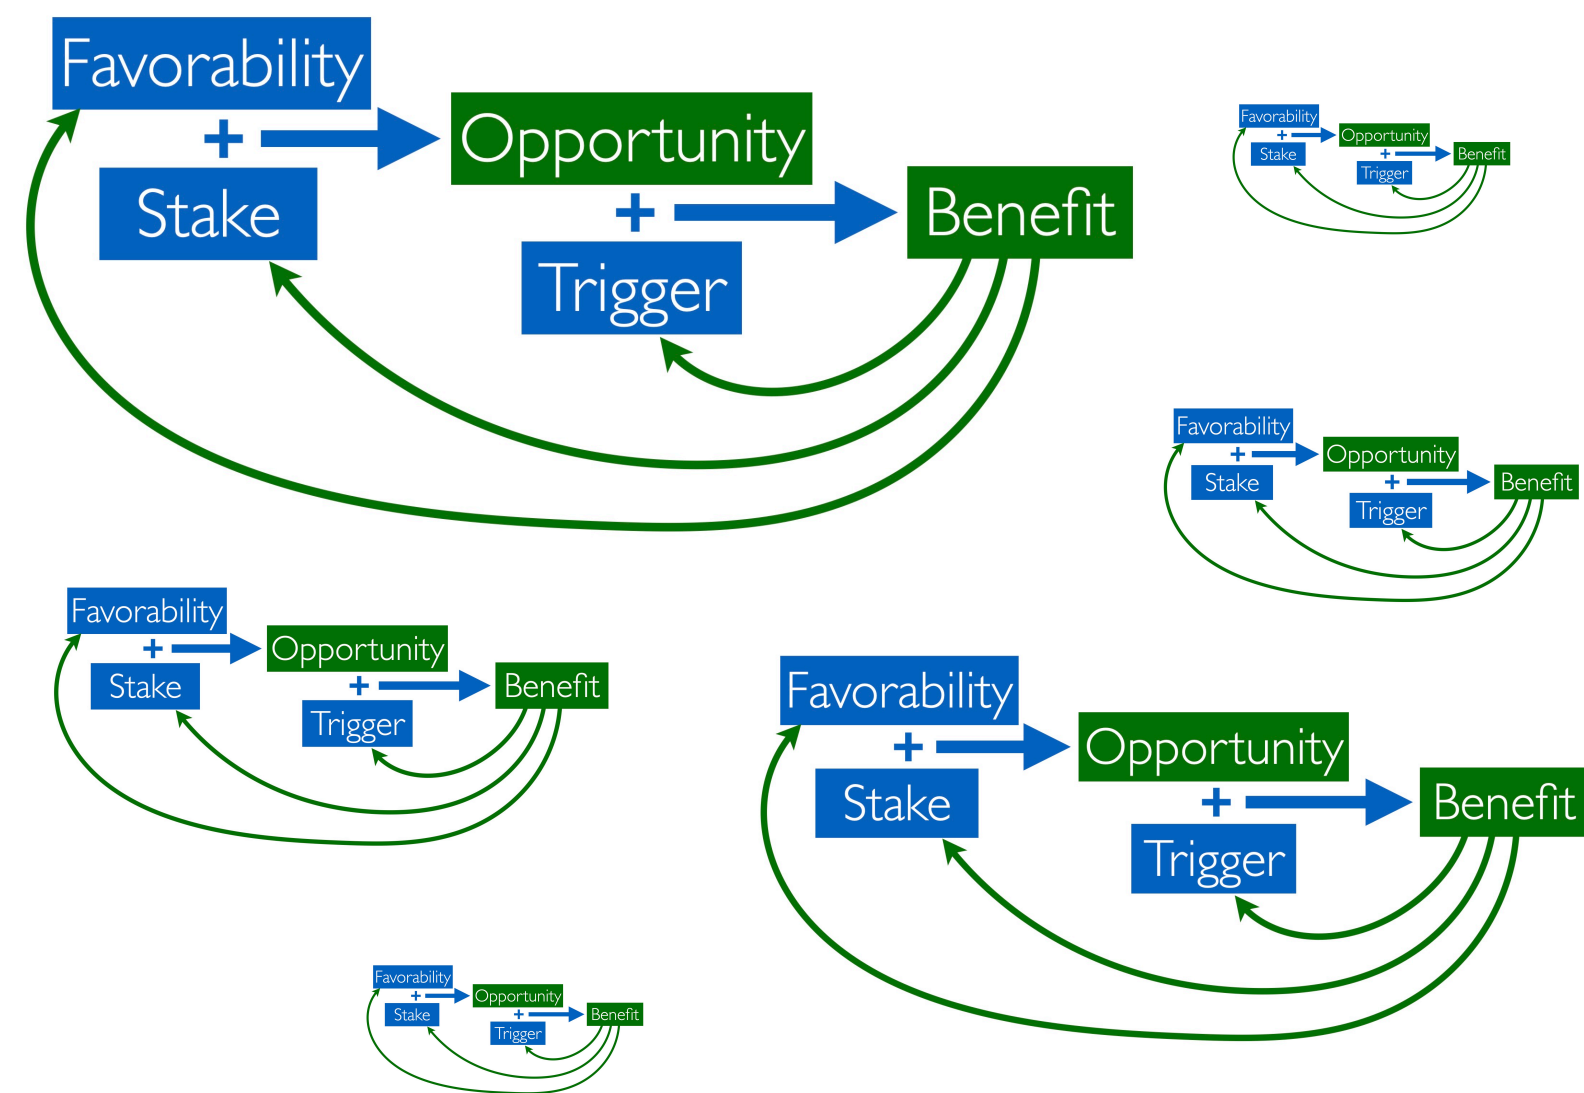 Favorability
+
Opportunity
Stake
+
Benefit
Trigger
Favorability
+
Opportunity
Stake
+
Benefit
Trigger
Favorability
+
Opportunity
Stake
+
Benefit
Trigger
Favorability
+
Opportunity
Stake
+
Benefit
Trigger
Favorability
+
Opportunity
Stake
+
Benefit
Trigger
Favorability
+
Opportunity
Stake
+
Benefit
Trigger